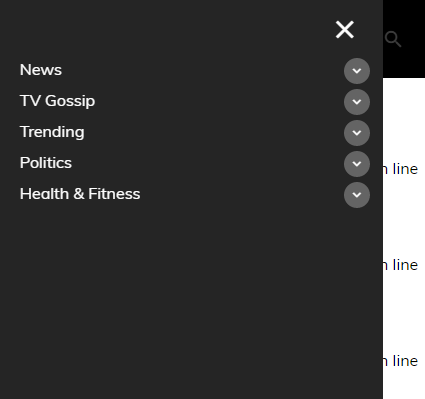 News
TV Gossip
Trending
n line
Politics
Health & Fitness
n line
n line